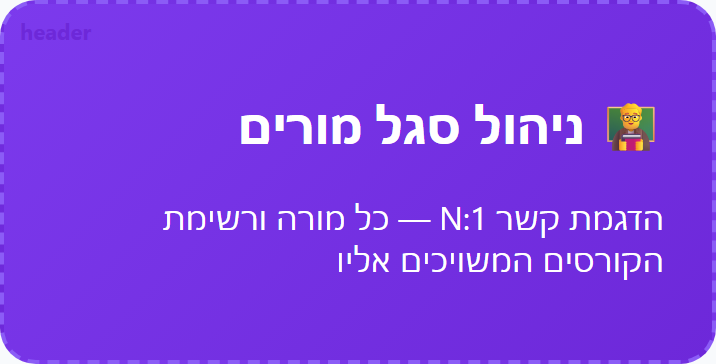 header
👩‍🏫 ניהול סגל מורים
הדגמת קשר 1:N — כל מורה ורשימת
הקורסים המשויכים אליו